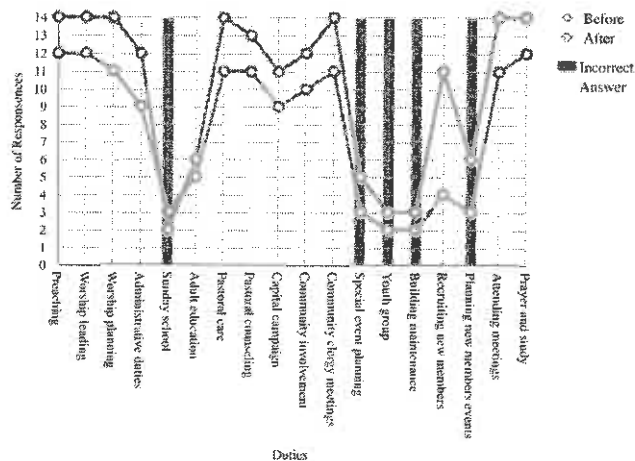 Number of Responsonces
14
13
12
11
10
9
8
7
6
5
4
3
2
1
0
Preaching
Worship leading
Worship planning
Administrative duties
Sunday school
Adult education
Pastoral care
Pastoral counseling
Capital campaign
Community involvement
Community clergy meetings
Special event planning
Youth group
Building maintenance
Recruiting new members
Planning new members events
Attending meetings
Prayer and study
Duties
Before
After
Incorrect
Answer